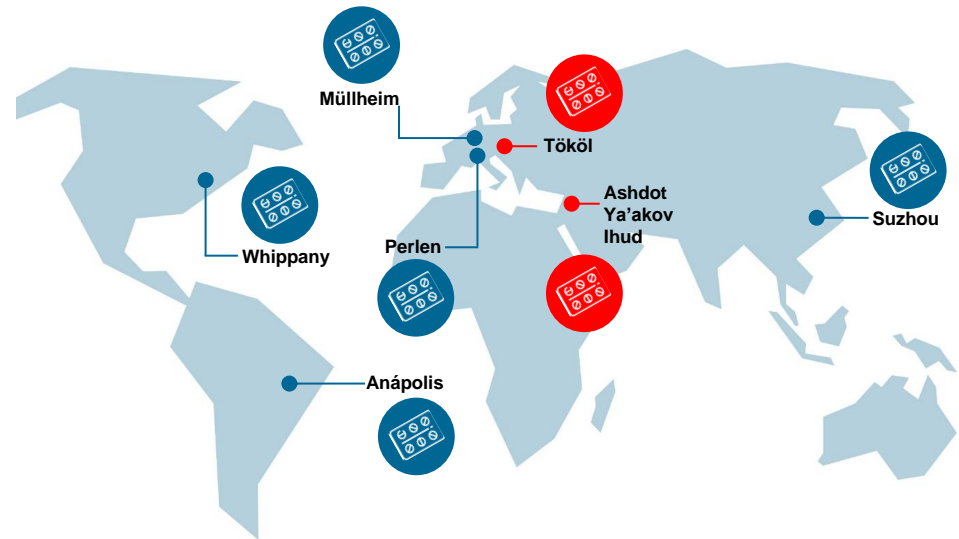 Müllheim
Tököl
Ashdot
Ya’akov
Ihud
Suzhou
Perlen
Whippany
Anápolis